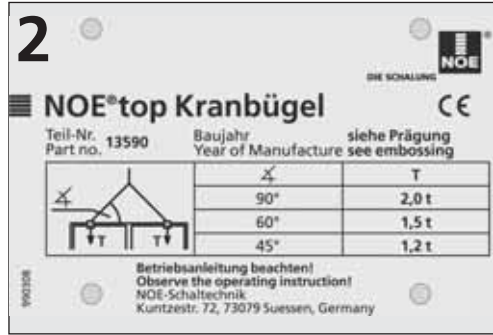 2
NOE®
DIE SCHALUNG
NOE®top Kranbügel CE
Teil-Nr. 13590 Baujahr siehe Prägung
Part no. Year of Manufacture see embossing
∡ T
∡ 90° 2,0 t
60° 1,5 t
T T 45° 1,2 t
Betriebsanleitung beachten!
Observe the operating instruction!
NOE-Schaltechnik
Kuntzestr. 72, 73079 Suessen, Germany